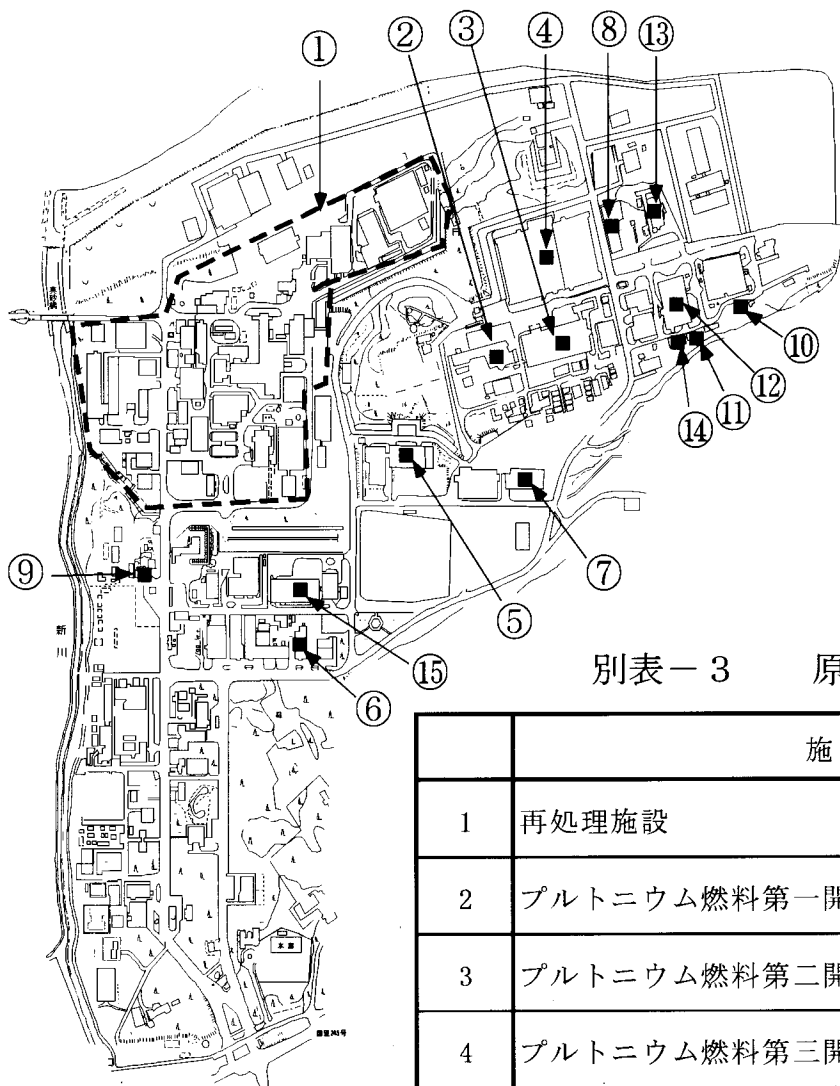 ① ② ③ ④ ⑧ ⑬
⑩
⑭ ⑪ ⑫
⑨ ⑤ ⑦
新川
⑮
⑥
別表-3 原
施
1 再処理施設
2 プルトニウム燃料第一開
3 プルトニウム燃料第二開
4 プルトニウム燃料第三開